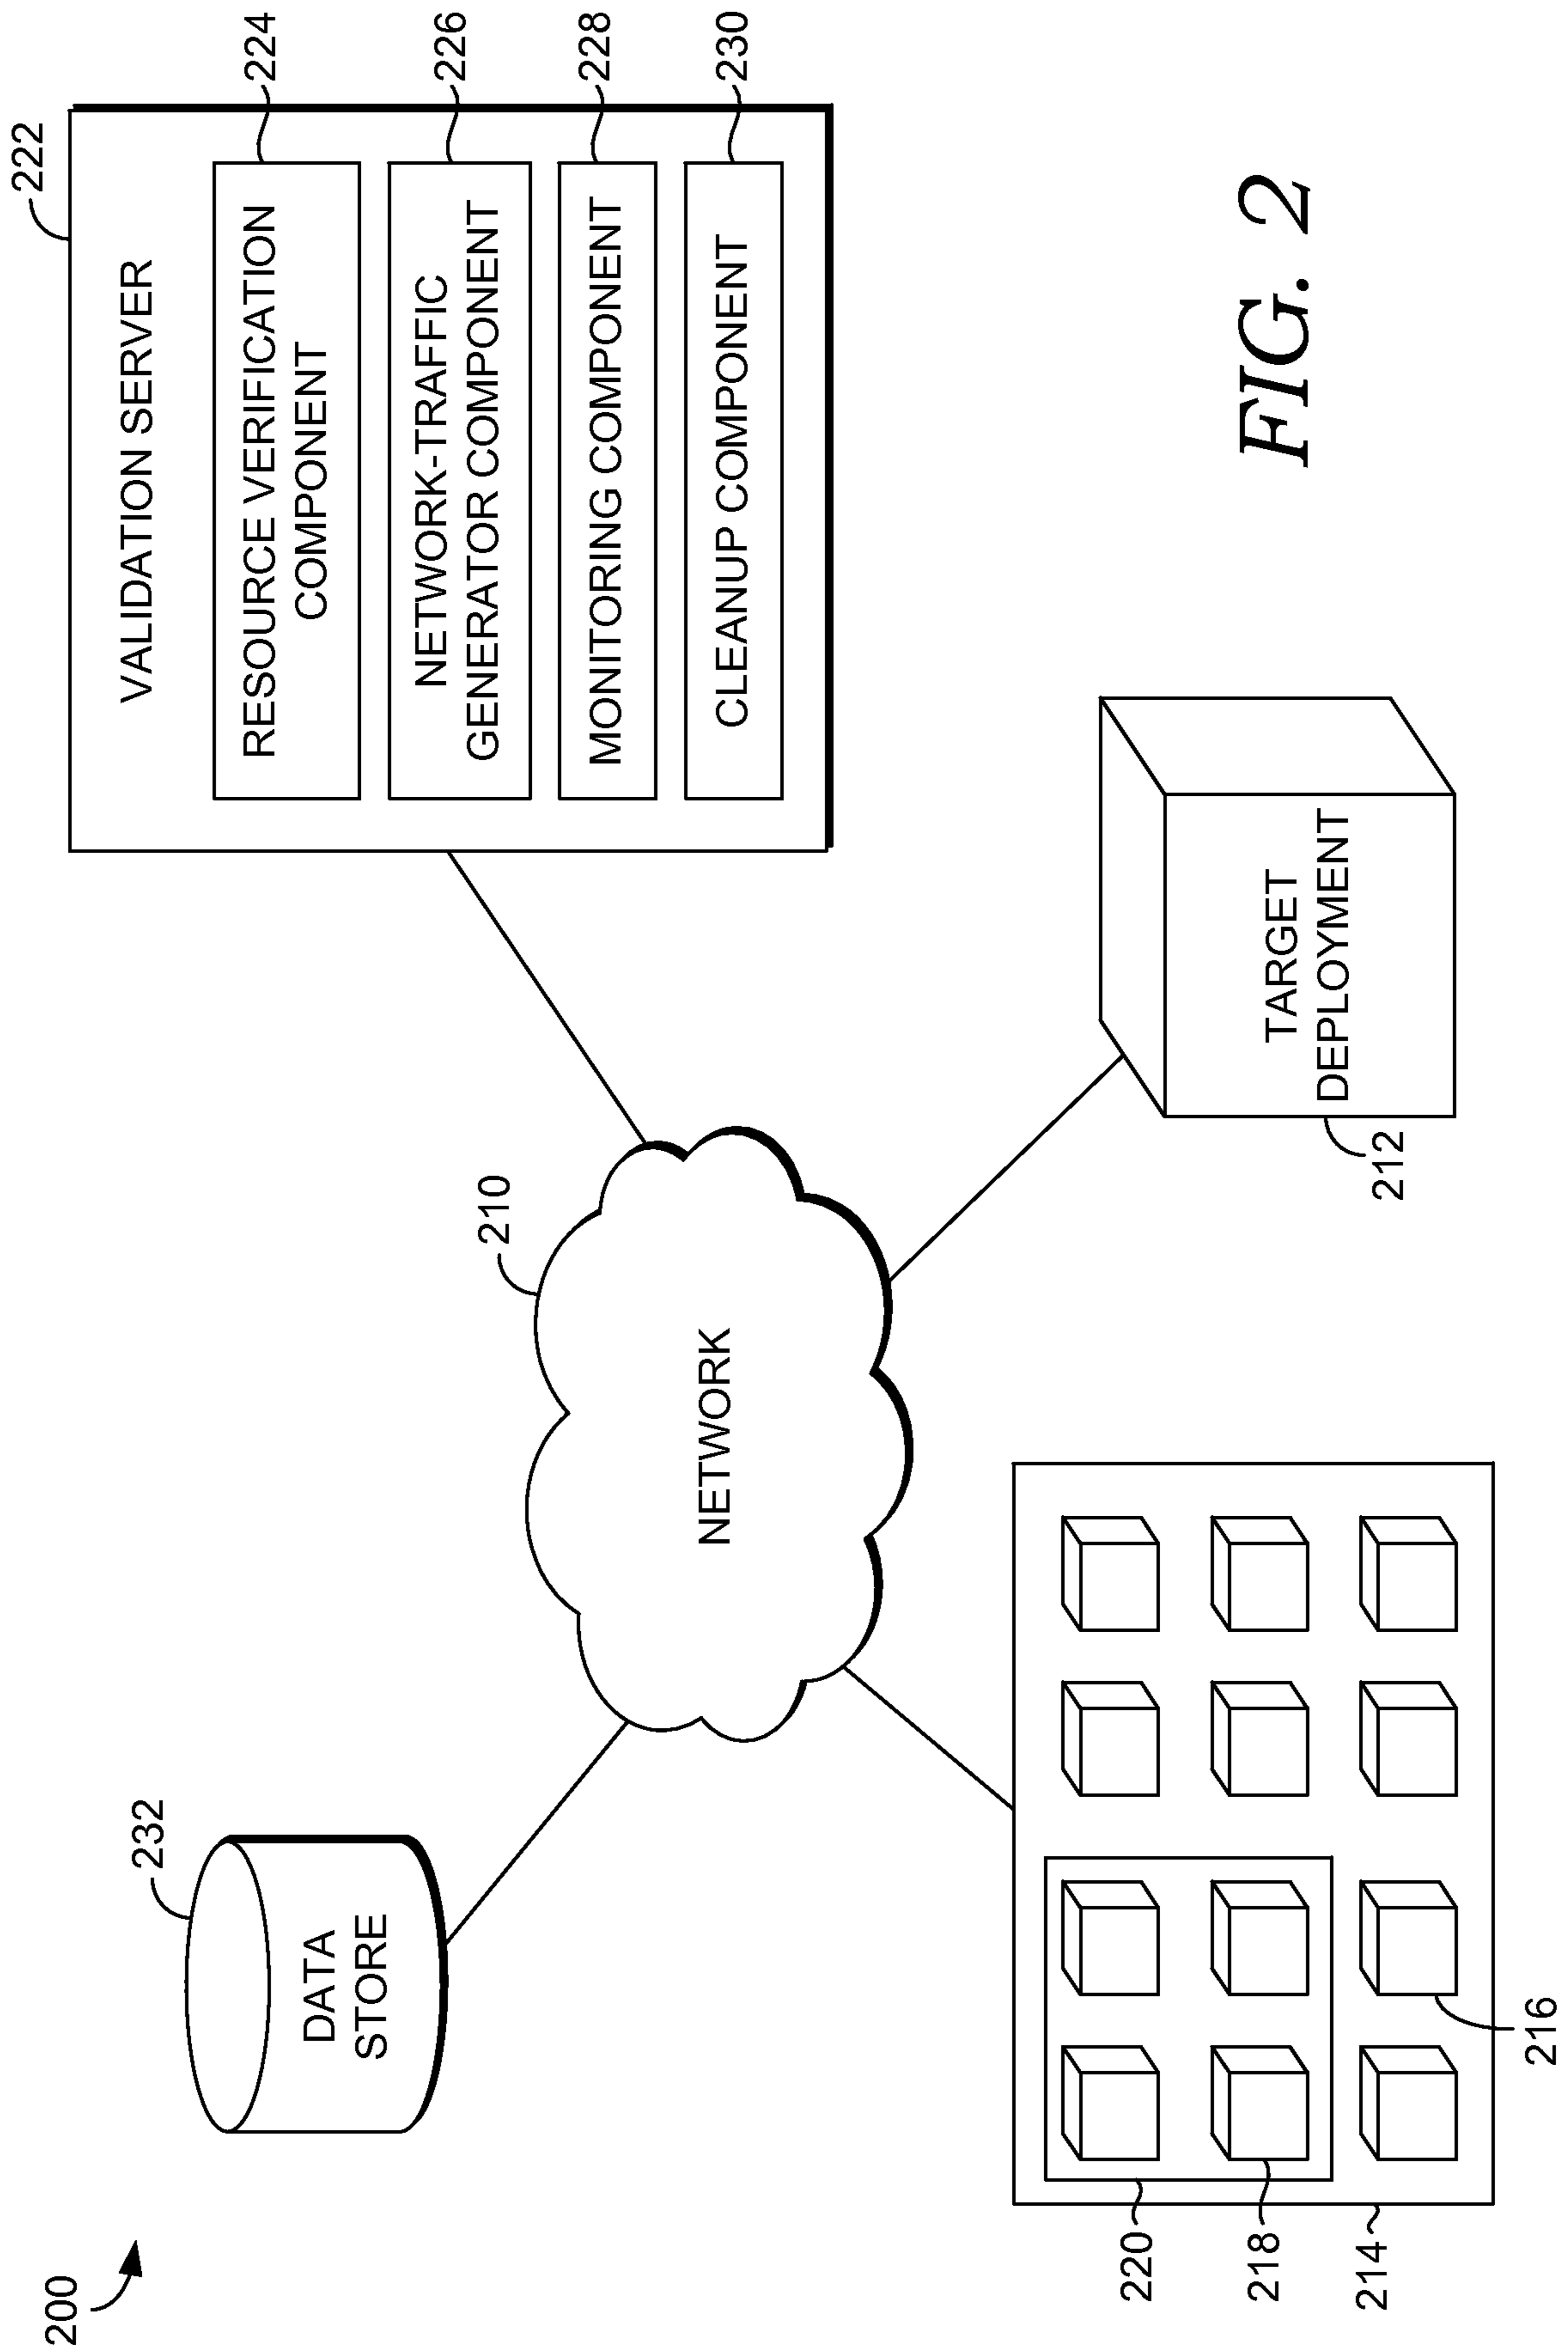 200
232
DATA
STORE
210
NETWORK
222
VALIDATION SERVER
RESOURCE VERIFICATION
COMPONENT
224
NETWORK-TRAFFIC
GENERATOR COMPONENT
226
MONITORING COMPONENT
228
CLEANUP COMPONENT
230
220
218
214
216
TARGET
DEPLOYMENT
212
FIG. 2